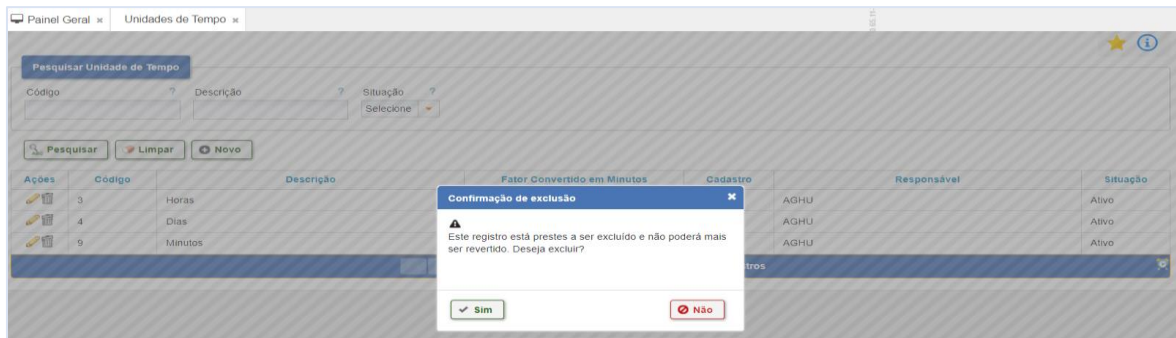 Painel Geral × Unidades de Tempo ×
Pesquisar Unidade de Tempo
Código ? Descrição ? Situação ?
Selecione
Pesquisar Limpar Novo
Ações Código Descrição Fator Convertido em Minutos Cadastro Responsável Situação
3 Horas AGHU Ativo
4 Dias AGHU Ativo
9 Minutos AGHU Ativo
tros
Confirmação de exclusão ×
Este registro está prestes a ser excluído e não poderá mais
ser revertido. Deseja excluir?
Sim Não